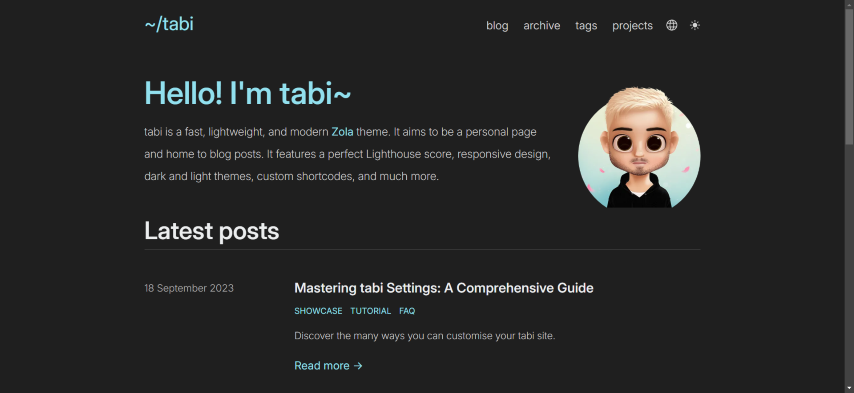 ~/tabi
blog archive tags projects
Hello! I'm tabi~
tabi is a fast, lightweight, and modern Zola theme. It aims to be a personal page
and home to blog posts. It features a perfect Lighthouse score, responsive design,
dark and light themes, custom shortcodes, and much more.
Latest posts
18 September 2023
Mastering tabi Settings: A Comprehensive Guide
SHOWCASE TUTORIAL FAQ
Discover the many ways you can customise your tabi site.
Read more →